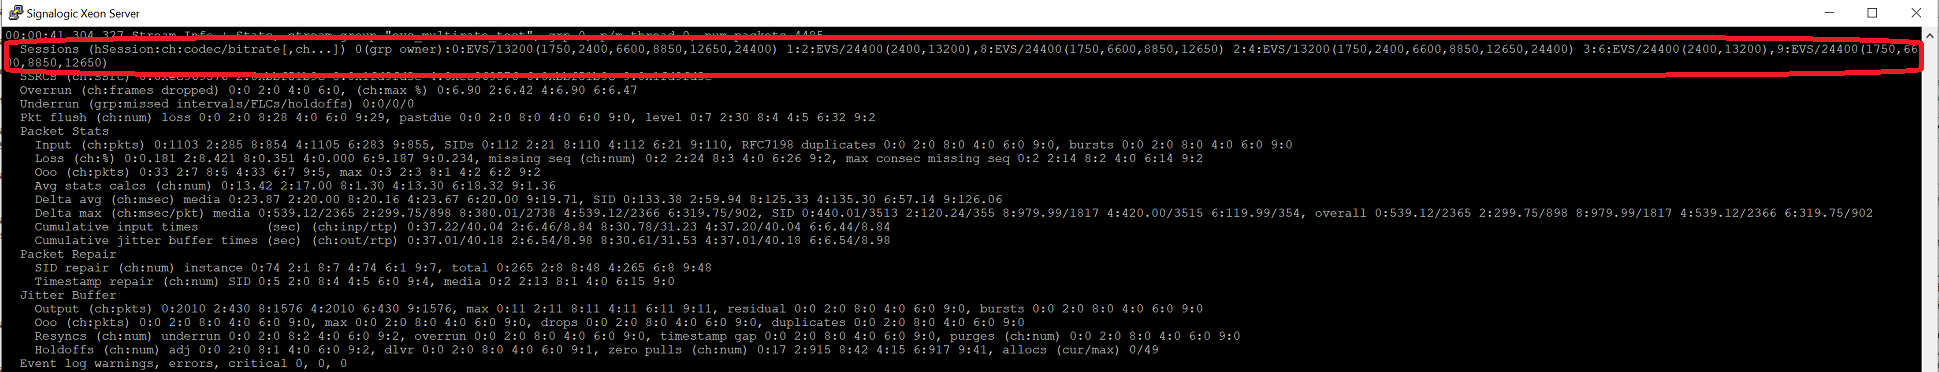 Signalogic Xeon Server
00:00:41.304.327 Stream Info + Stats, stream group "evs_multirate_test", grp 0, p/m thread 0, num packets 4485
Sessions (hSession:ch:codec/bitrate[,ch...]) 0(grp owner):0:EVS/13200(1750,2400,6600,8850,12650,24400) 1:2:EVS/24400(2400,13200),8:EVS/24400(1750,6600,8850,12650) 2:4:EVS/13200(1750,2400,6600,8850,12650,24400) 3:6:EVS/24400(2400,13200),9:EVS/24400(1750,66
00,8850,12650)
SSRCs (ch:ssrc)
Overrun (ch:frames dropped) 0:0 2:0 4:0 6:0, (ch:max %) 0:6.90 2:6.42 4:6.90 6:6.47
Underrun (grp:missed intervals/FLCs/holdoffs) 0:0/0/0
Pkt flush (ch:num) loss 0:0 2:0 8:28 4:0 6:0 9:29, pastdue 0:0 2:0 8:0 4:0 6:0 9:0, level 0:7 2:30 8:4 4:5 6:32 9:2
Packet Stats
Input (ch:pkts) 0:1103 2:285 8:854 4:1105 6:283 9:855, SIDs 0:112 2:21 8:110 4:112 6:21 9:110, RFC7198 duplicates 0:0 2:0 8:0 4:0 6:0 9:0, bursts 0:0 2:0 8:0 4:0 6:0 9:0
Loss (ch:%) 0:0.181 2:8.421 8:0.351 4:0.000 6:9.187 9:0.234, missing seq (ch:num) 0:2 2:24 8:3 4:0 6:26 9:2, max consec missing seq 0:2 2:14 8:2 4:0 6:14 9:2
Ooo (ch:pkts) 0:33 2:7 8:5 4:33 6:7 9:5, max 0:3 2:3 8:1 4:2 6:2 9:2
Avg stats calcs (ch:num) 0:13.42 2:17.00 8:1.30 4:13.30 6:18.32 9:1.36
Delta avg (ch:msec) media 0:23.87 2:20.00 8:20.16 4:23.67 6:20.00 9:19.71, SID 0:133.38 2:59.94 8:125.33 4:135.30 6:57.14 9:126.06
Delta max (ch:msec/pkt) media 0:539.12/2365 2:299.75/898 8:380.01/2738 4:539.12/2366 6:319.75/902, SID 0:440.01/3513 2:120.24/355 8:979.99/1817 4:420.00/3515 6:119.99/354, overall 0:539.12/2365 2:299.75/898 8:979.99/1817 4:539.12/2366 6:319.75/902
Cumulative input times (sec) (ch:inp/rtp) 0:37.22/40.04 2:6.46/8.84 8:30.78/31.23 4:37.20/40.04 6:6.44/8.84
Cumulative jitter buffer times (sec) (ch:out/rtp) 0:37.01/40.18 2:6.54/8.98 8:30.61/31.53 4:37.01/40.18 6:6.54/8.98
Packet Repair
SID repair (ch:num) instance 0:74 2:1 8:7 4:74 6:1 9:7, total 0:265 2:8 8:48 4:265 6:8 9:48
Timestamp repair (ch:num) SID 0:5 2:0 8:4 4:5 6:0 9:4, media 0:2 2:13 8:1 4:0 6:15 9:0
Jitter Buffer
Output (ch:pkts) 0:2010 2:430 8:1576 4:2010 6:430 9:1576, max 0:11 2:11 8:11 4:11 6:11 9:11, residual 0:0 2:0 8:0 4:0 6:0 9:0, bursts 0:0 2:0 8:0 4:0 6:0 9:0
Ooo (ch:pkts) 0:0 2:0 8:0 4:0 6:0 9:0, max 0:0 2:0 8:0 4:0 6:0 9:0, drops 0:0 2:0 8:0 4:0 6:0 9:0, duplicates 0:0 2:0 8:0 4:0 6:0 9:0
Resyncs (ch:num) underrun 0:0 2:0 8:2 4:0 6:0 9:2, overrun 0:0 2:0 8:0 4:0 6:0 9:0, timestamp gap 0:0 2:0 8:0 4:0 6:0 9:0, purges (ch:num) 0:0 2:0 8:0 4:0 6:0 9:0
Holdoffs (ch:num) adj 0:0 2:0 8:1 4:0 6:0 9:2, dlvr 0:0 2:0 8:0 4:0 6:0 9:1, zero pulls (ch:num) 0:17 2:915 8:42 4:15 6:917 9:41, allocs (cur/max) 0/49
Event log warnings, errors, critical 0, 0, 0